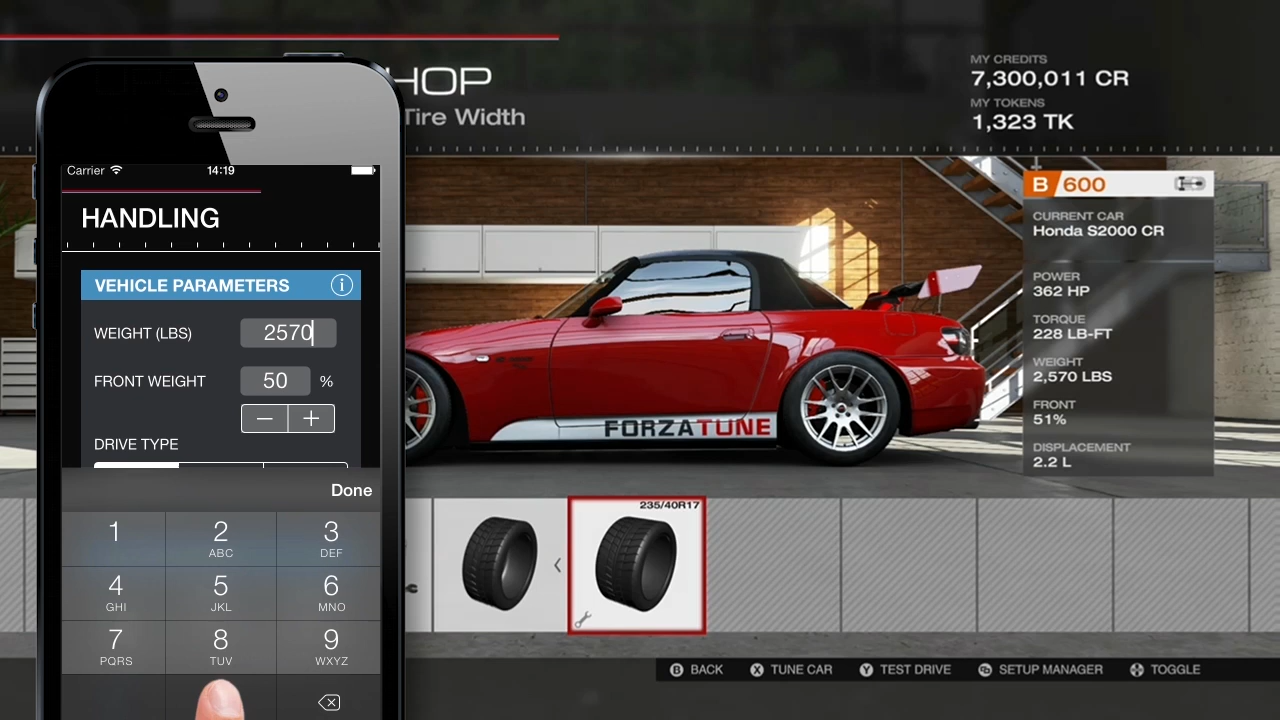 HOP
Tire Width
MY CREDITS
7,300,011 CR
MY TOKENS
1,323 TK
Carrier
14:19
HANDLING
VEHICLE PARAMETERS
i
WEIGHT (LBS)
2570
FRONT WEIGHT
50
%
— +
DRIVE TYPE
Done
1
2
ABC
3
DEF
4
GHI
5
JKL
6
MNO
7
PQRS
8
TUV
9
WXYZ
B 600
CURRENT CAR
Honda S2000 CR
POWER
362 HP
TORQUE
228 LB-FT
WEIGHT
2,570 LBS
FRONT
51%
DISPLACEMENT
2.2 L
FORZATUNE
235/40R17
B BACK
X TUNE CAR
Y TEST DRIVE
SETUP MANAGER
TOGGLE